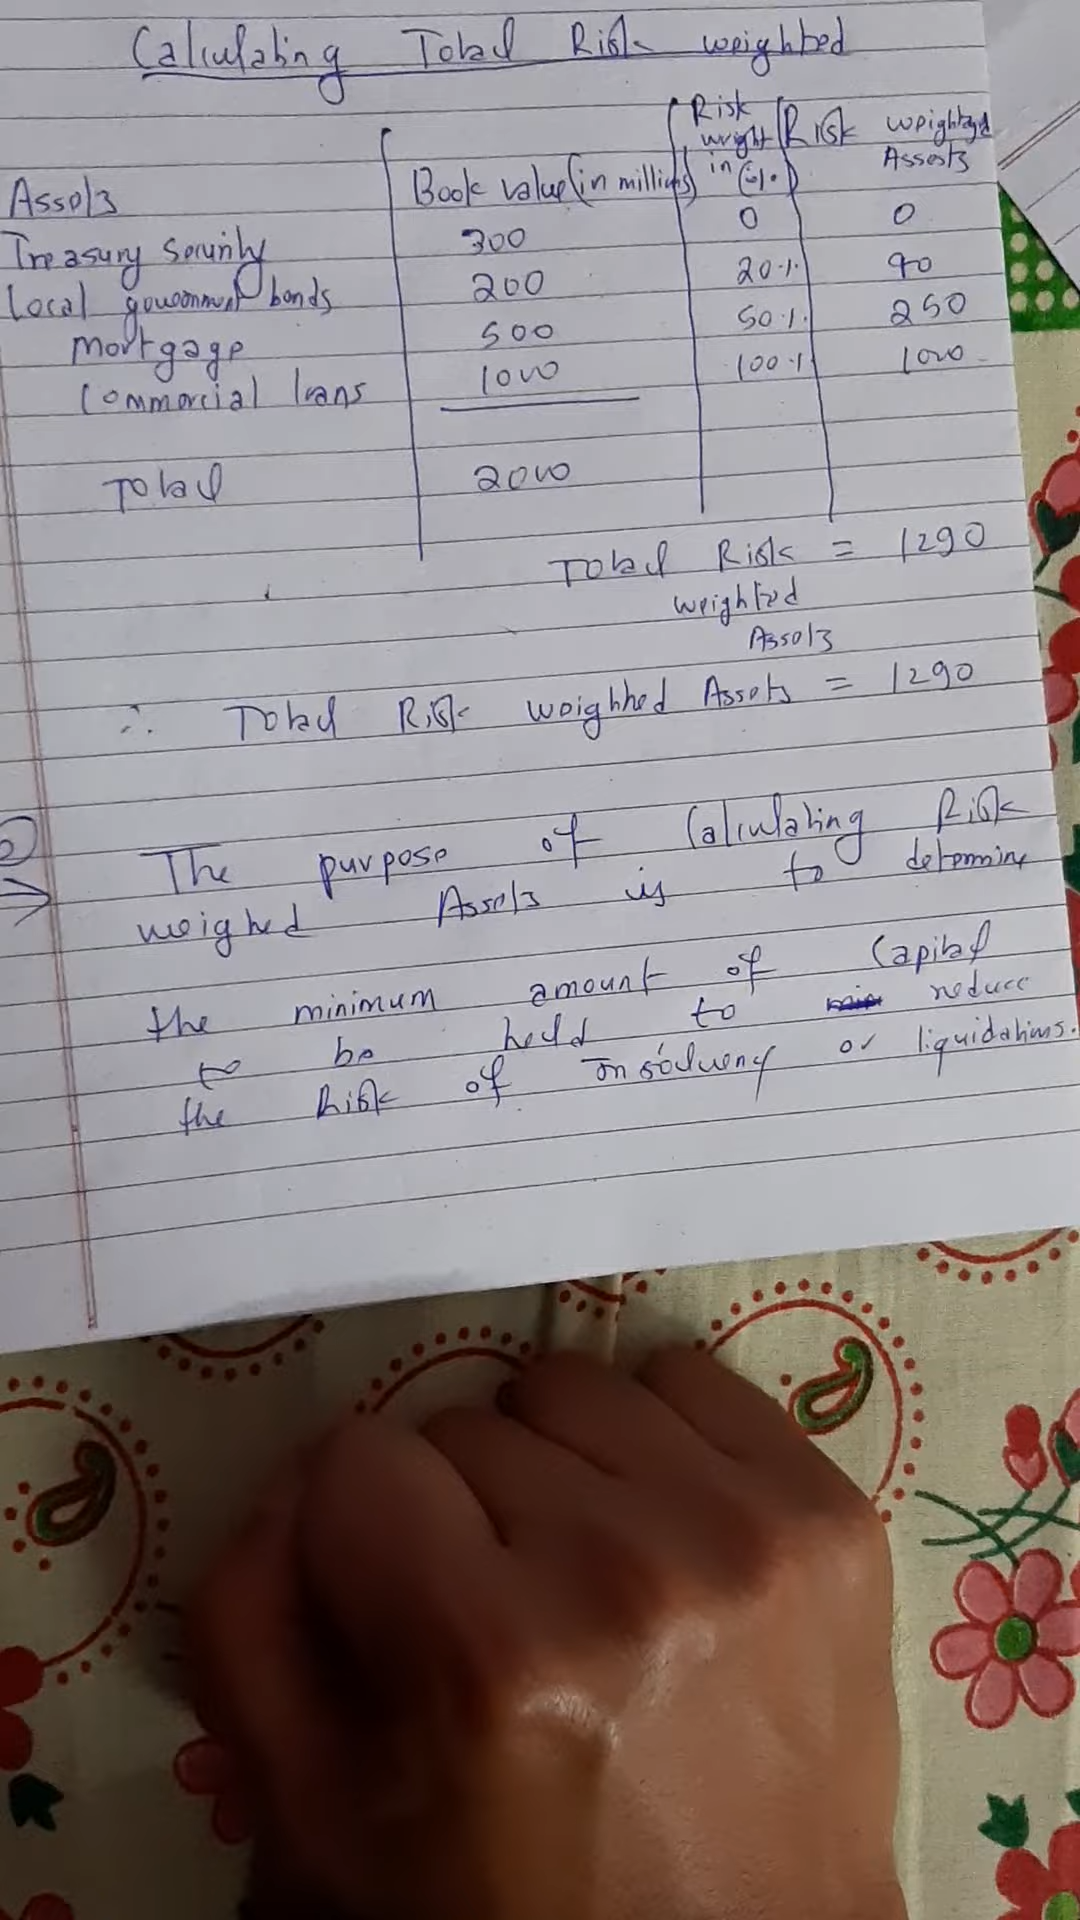 Calculating Total Risk weighted
Assets Book value (in millions) Risk weight in (%) Risk weighted Assets
Treasury Security 300 0 0
Local government bonds 200 20% 40
Mortgage 500 50% 250
Commercial loans 1000 100% 1000
Total 2000
Total Risk = 1290
weighted
Assets
∴ Total Risk weighted Assets = 1290
2
→ The purpose of Calculating Risk
weighed Assets is to determine
the minimum amount of Capital
to be held to reduce
the Risk of Insolvency or liquidations.